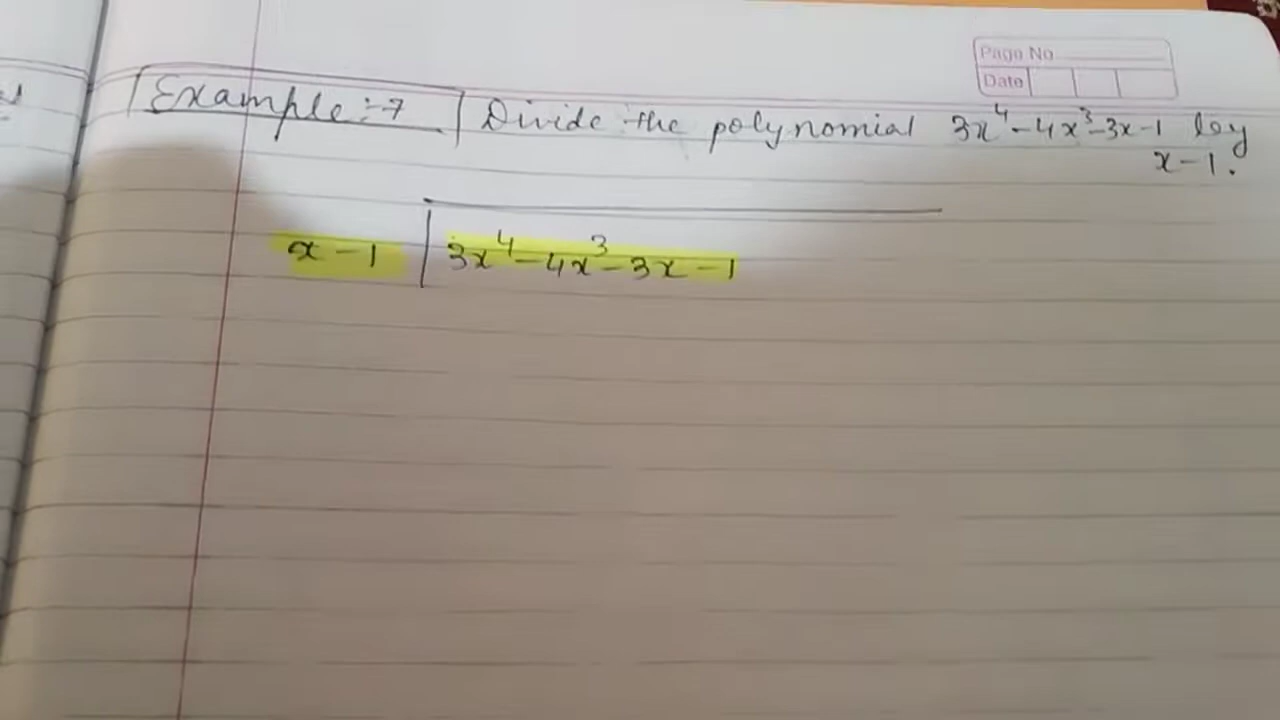 Page No
Date
Example:-7 Divide the polynomial 3x⁴-4x³-3x-1 by
x-1.
x-1 3x⁴-4x³-3x-1